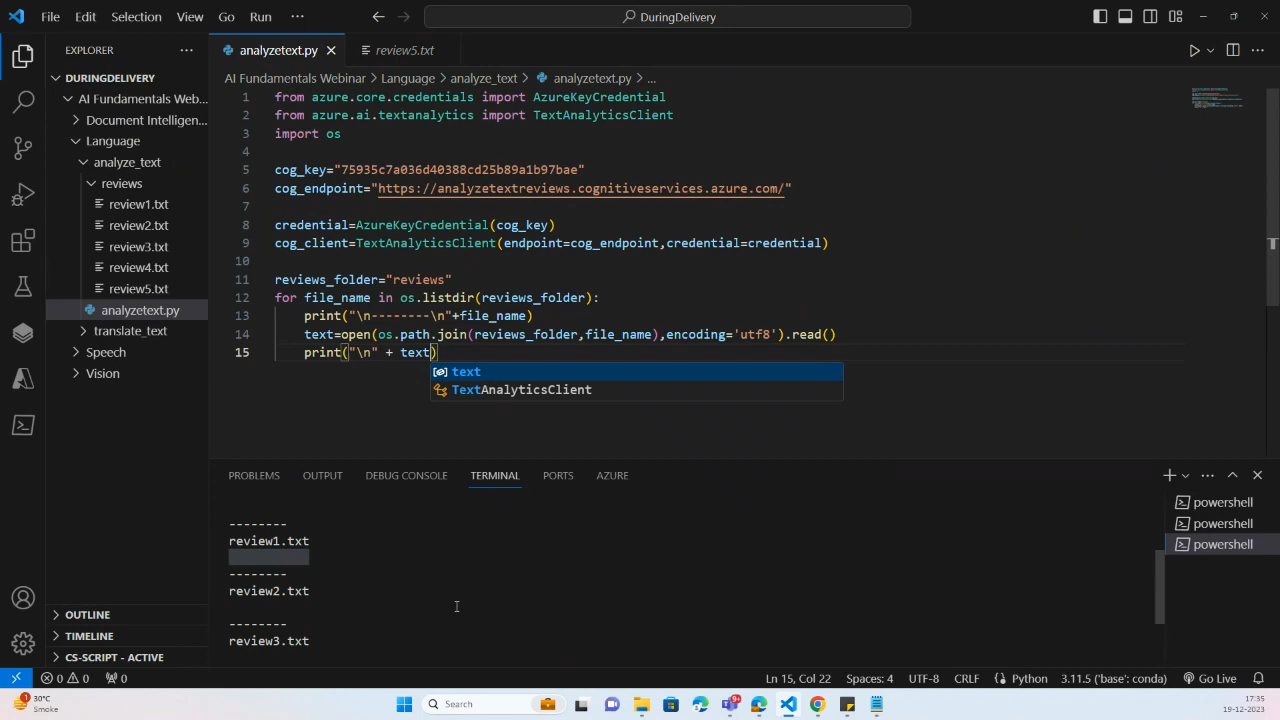 File Edit Selection View Go Run ··· DuringDelivery
EXPLORER ···
analyzetext.py
review5.txt
DURINGDELIVERY
AI Fundamentals Web...
Document Intelligen...
Language
analyze_text
reviews
review1.txt
review2.txt
review3.txt
review4.txt
review5.txt
analyzetext.py
translate_text
Speech
Vision
OUTLINE
TIMELINE
CS-SCRIPT - ACTIVE
AI Fundamentals Webinar > Language > analyze_text > analyzetext.py > ...
1 from azure.core.credentials import AzureKeyCredential
2 from azure.ai.textanalytics import TextAnalyticsClient
3 import os
4
5 cog_key="75935c7a036d40388cd25b89a1b97bae"
6 cog_endpoint="https://analyzetextreviews.cognitiveservices.azure.com/"
7
8 credential=AzureKeyCredential(cog_key)
9 cog_client=TextAnalyticsClient(endpoint=cog_endpoint,credential=credential)
10
11 reviews_folder="reviews"
12 for file_name in os.listdir(reviews_folder):
13 print("\n--------\n"+file_name)
14 text=open(os.path.join(reviews_folder,file_name),encoding='utf8').read()
15 print("\n" + text)
text
TextAnalyticsClient
PROBLEMS OUTPUT DEBUG CONSOLE TERMINAL PORTS AZURE
--------
review1.txt
--------
review2.txt
--------
review3.txt
powershell
powershell
powershell
0 0 0 Ln 15, Col 22 Spaces: 4 UTF-8 CRLF Python 3.11.5 ('base': conda) Go Live
30°C
Smoke
Search
9+
17:35
19-12-2023